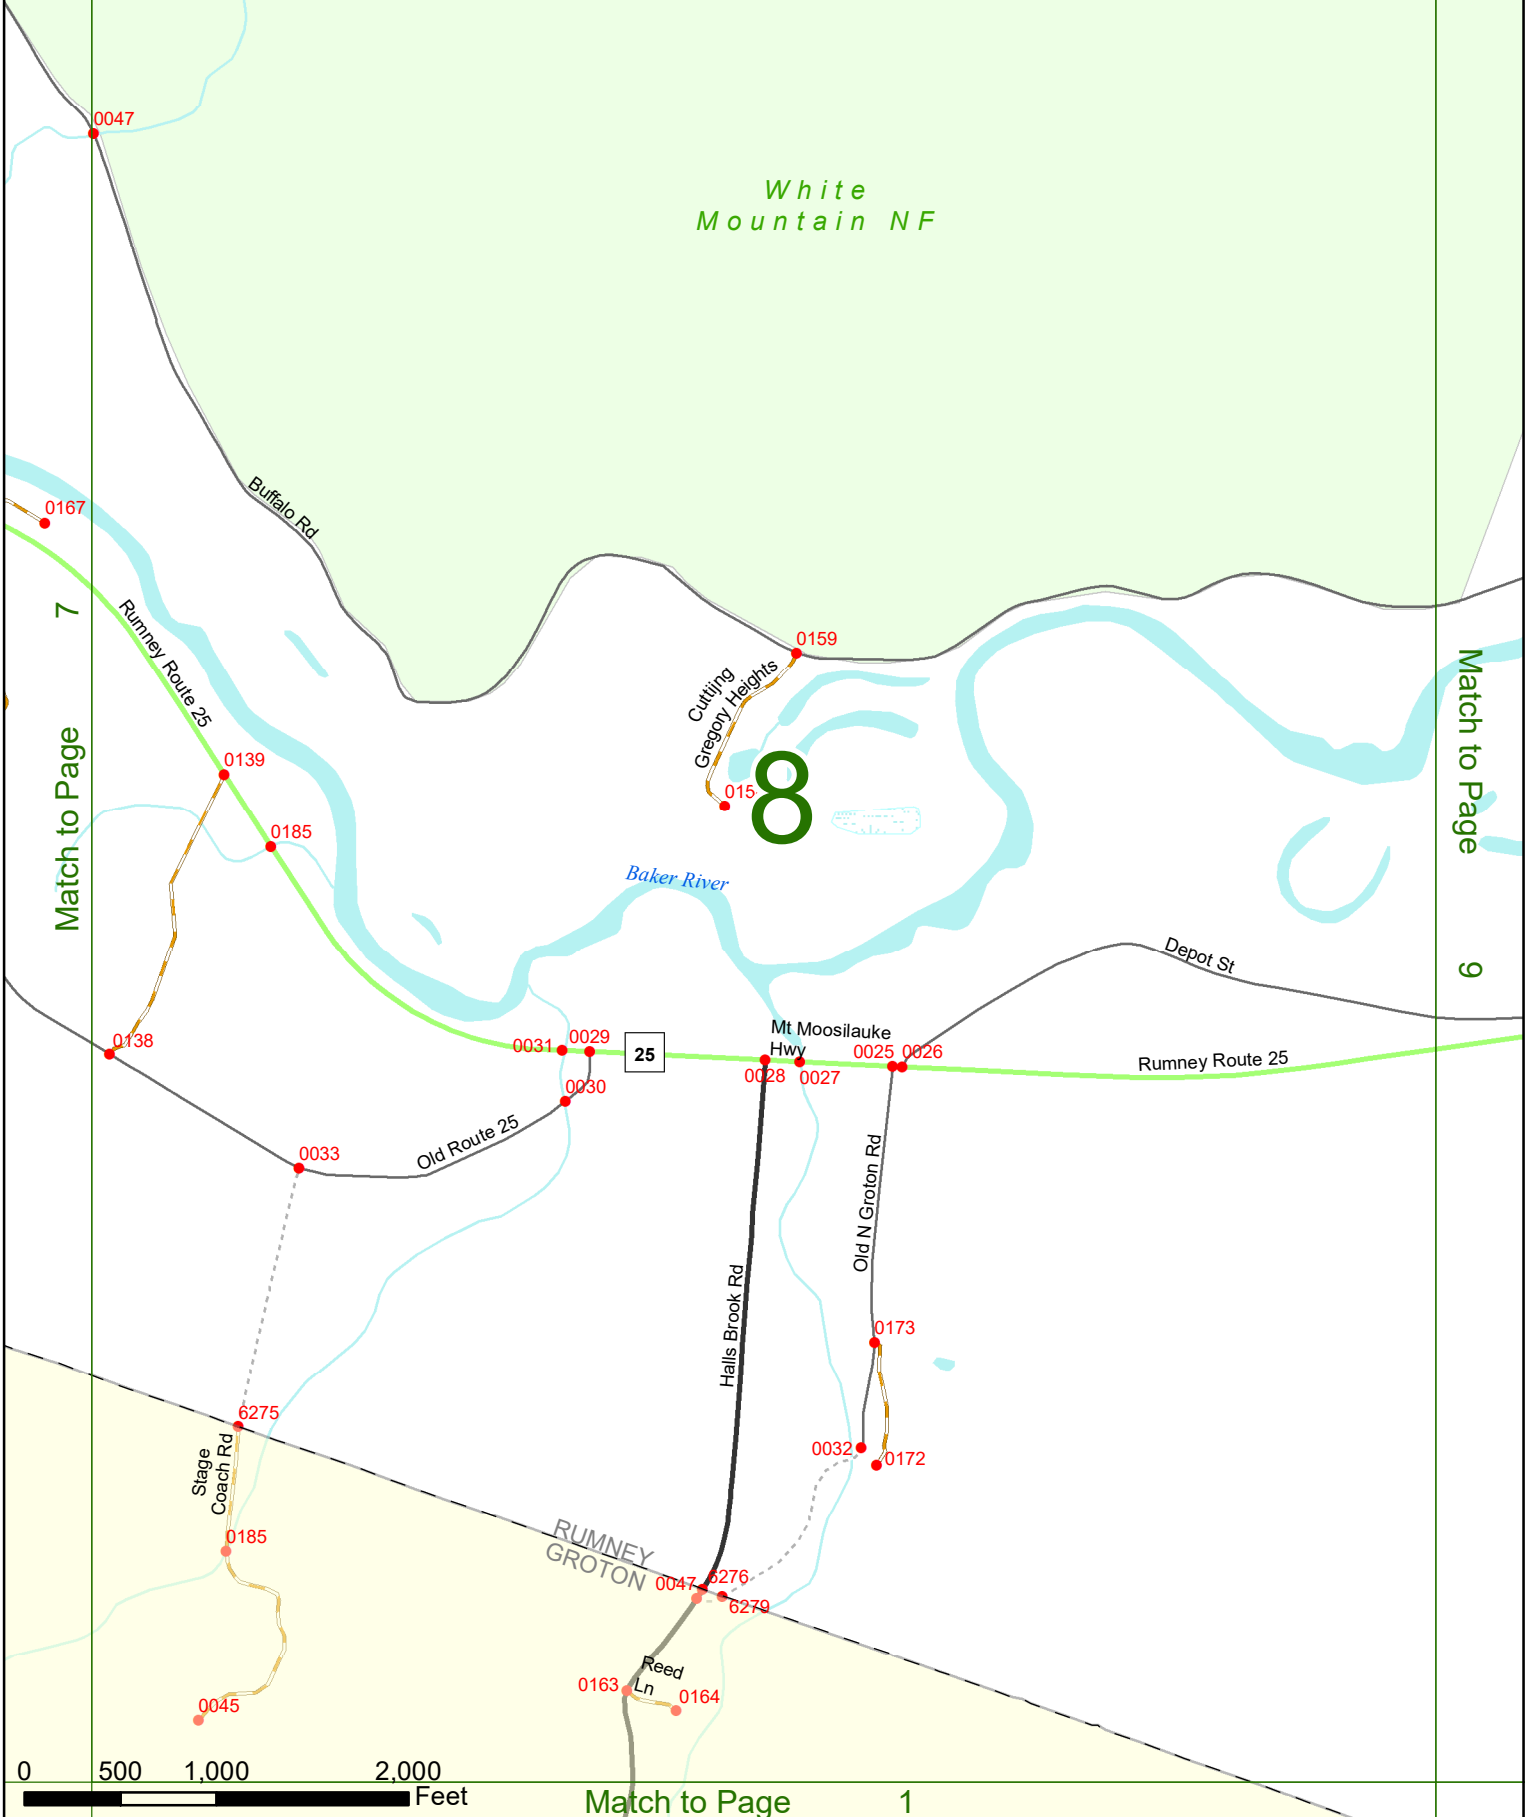 0047
White
Mountain NF
Buffalo Rd
0167
7
Match to Page
Rumney Route 25
0159
Cuttijng
Gregory Heights
Match to Page
9
0139
015
8
0185
Baker River
Depot St
Mt Moosilauke
Hwy
0031
0029
25
0025
0026
0138
0028
0027
Rumney Route 25
0030
0033
Old Route 25
Old N Groton Rd
Halls Brook Rd
0173
6275
Stage
Coach Rd
0032
0172
0185
RUMNEY
GROTON
0047
6276
6279
Reed
Ln
0163
0164
0045
0 500 1,000 2,000
Feet
Match to Page 1